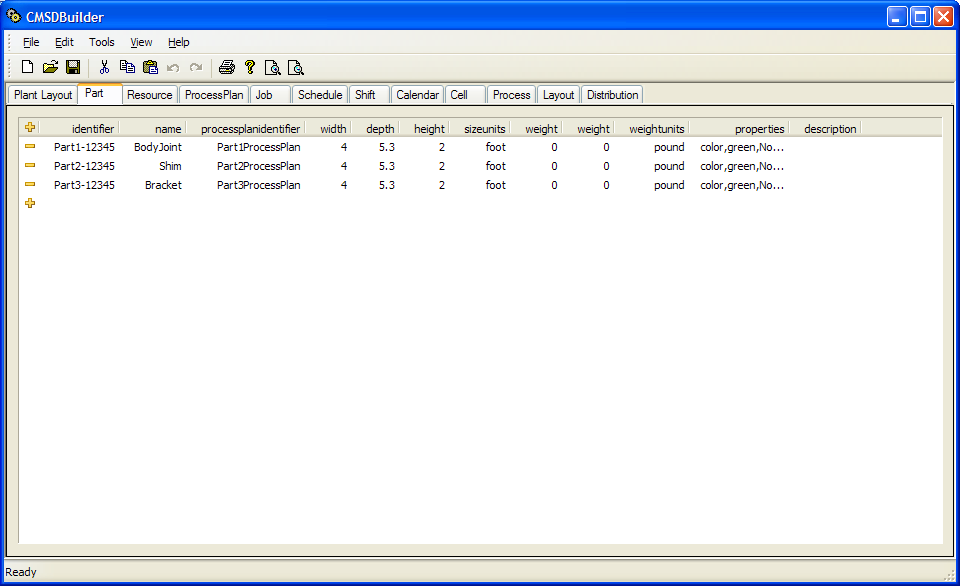 CMSDBuilder
File Edit Tools View Help
Plant Layout Part Resource ProcessPlan Job Schedule Shift Calendar Cell Process Layout Distribution
identifier name processplanidentifier width depth height sizeunits weight weight weightunits properties description
Part1-12345 BodyJoint Part1ProcessPlan 4 5.3 2 foot 0 0 pound color,green,No...
Part2-12345 Shim Part2ProcessPlan 4 5.3 2 foot 0 0 pound color,green,No...
Part3-12345 Bracket Part3ProcessPlan 4 5.3 2 foot 0 0 pound color,green,No...
Ready